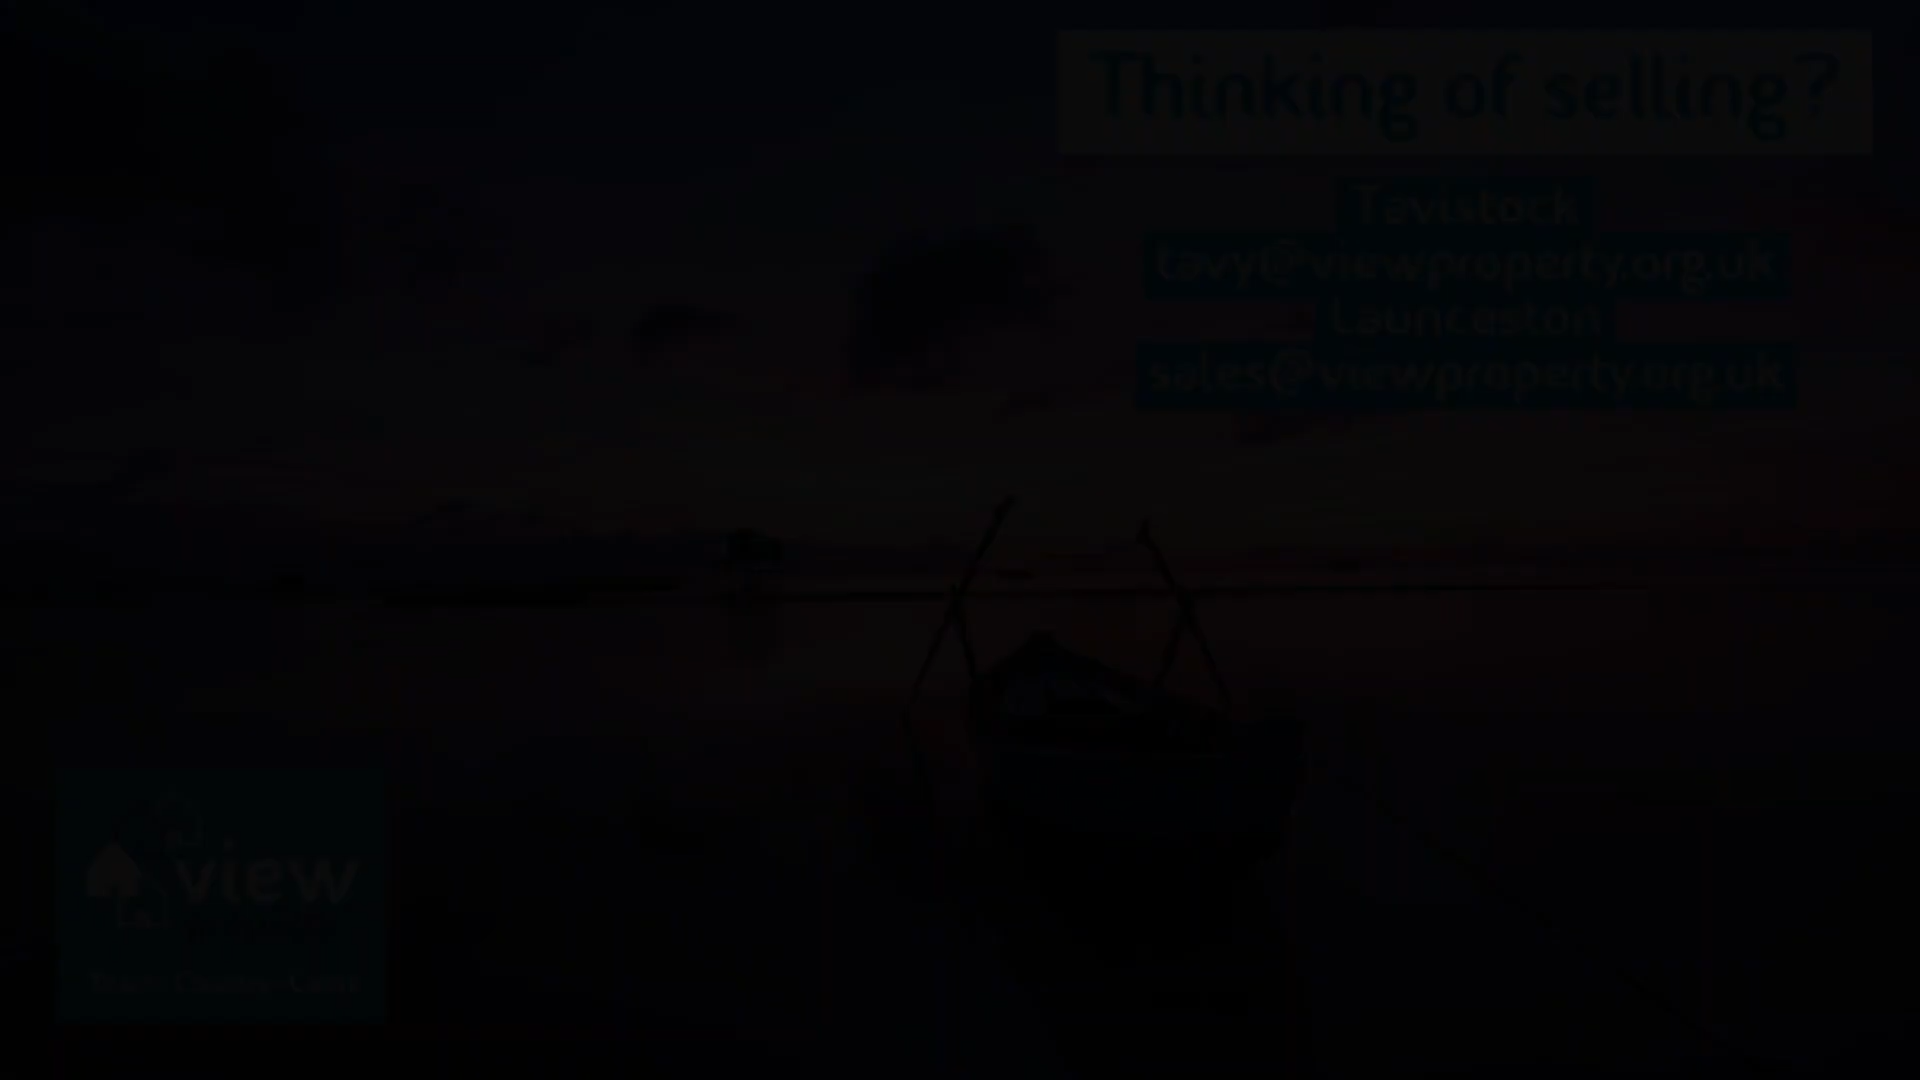 Thinking of selling?
Tavistock
tavy@viewproperty.org.uk
Launceston
sales@viewproperty.org.uk
view